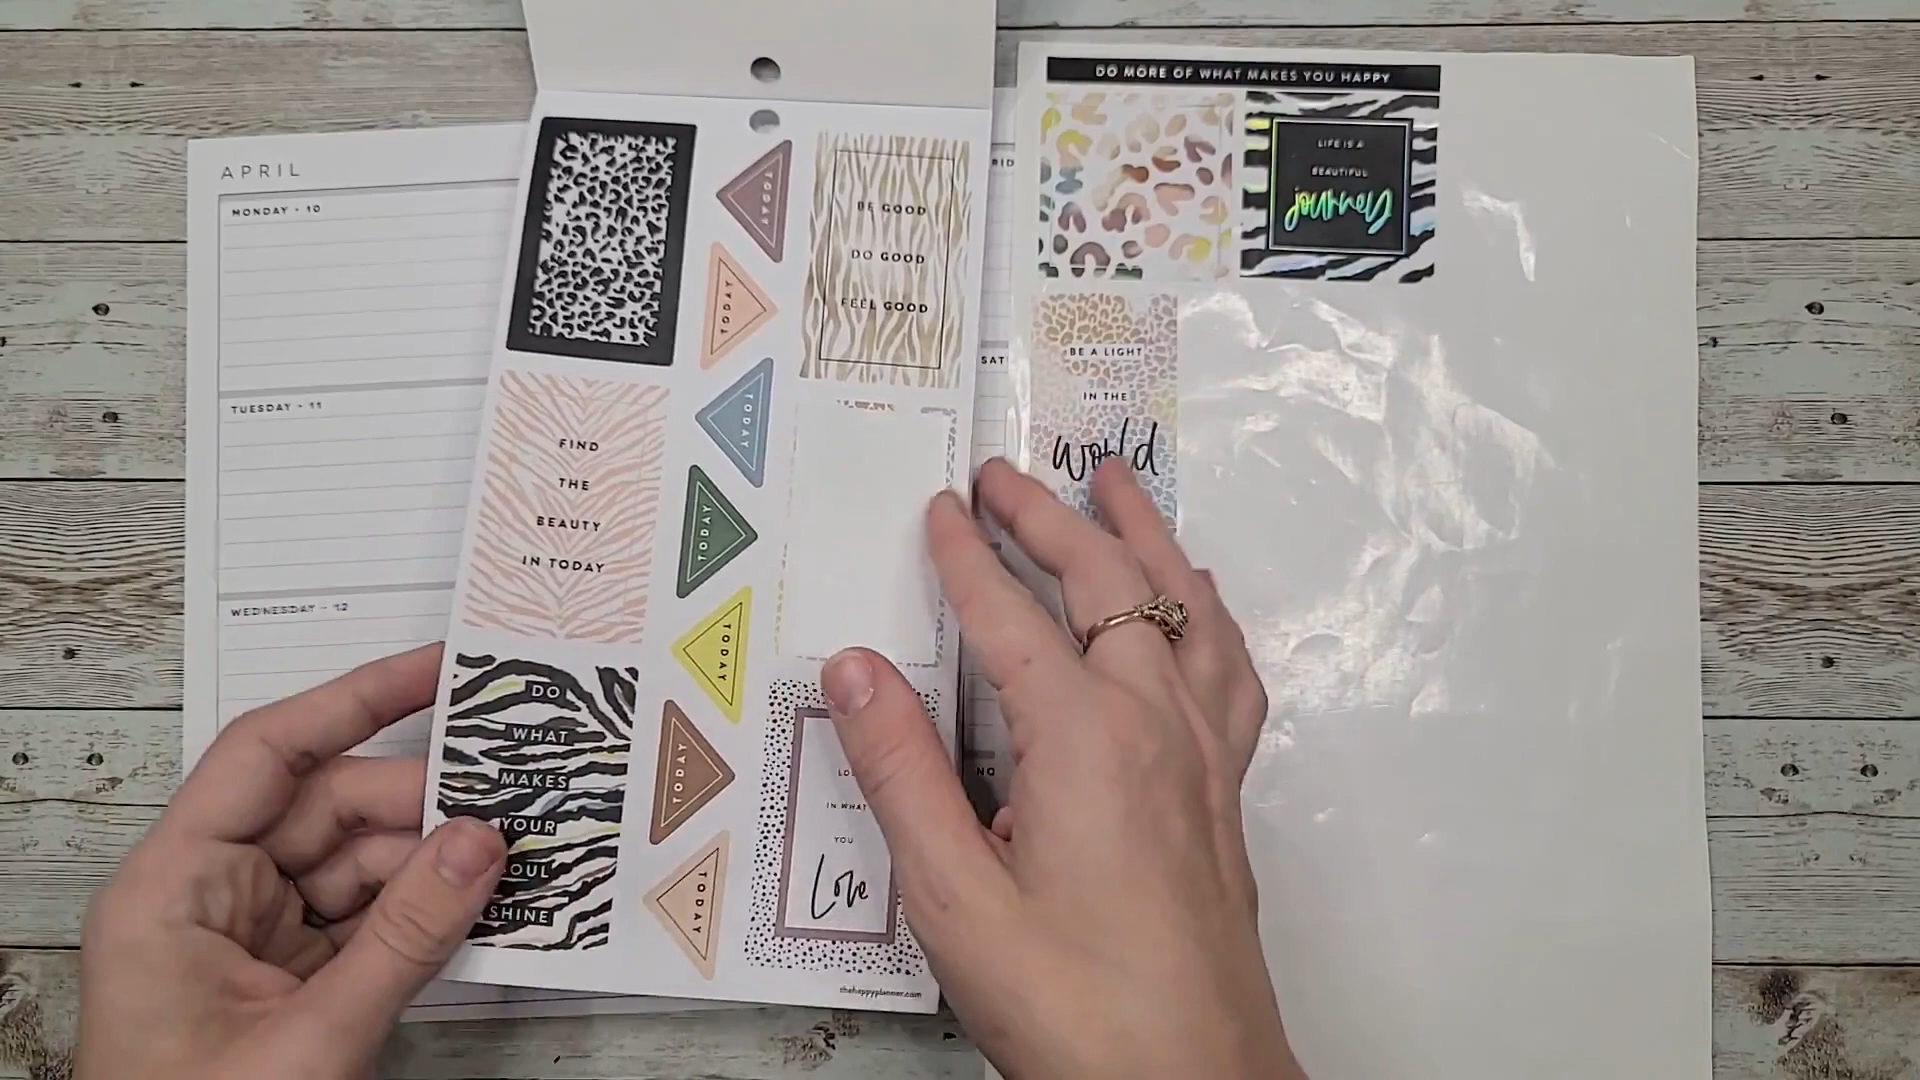 APRIL
MONDAY - 10
TUESDAY - 11
WEDNESDAY - 12
TODAY
TODAY
TODAY
TODAY
TODAY
TODAY
TODAY
BE GOOD
DO GOOD
FEEL GOOD
FIND
THE
BEAUTY
IN TODAY
DO
WHAT
MAKES
YOUR
SHINE
IN WHAT
YOU
Love
thehappyplanner.com
RID
SAT
DO MORE OF WHAT MAKES YOU HAPPY
LIFE IS A
BEAUTIFUL
journey
BE A LIGHT
IN THE
world